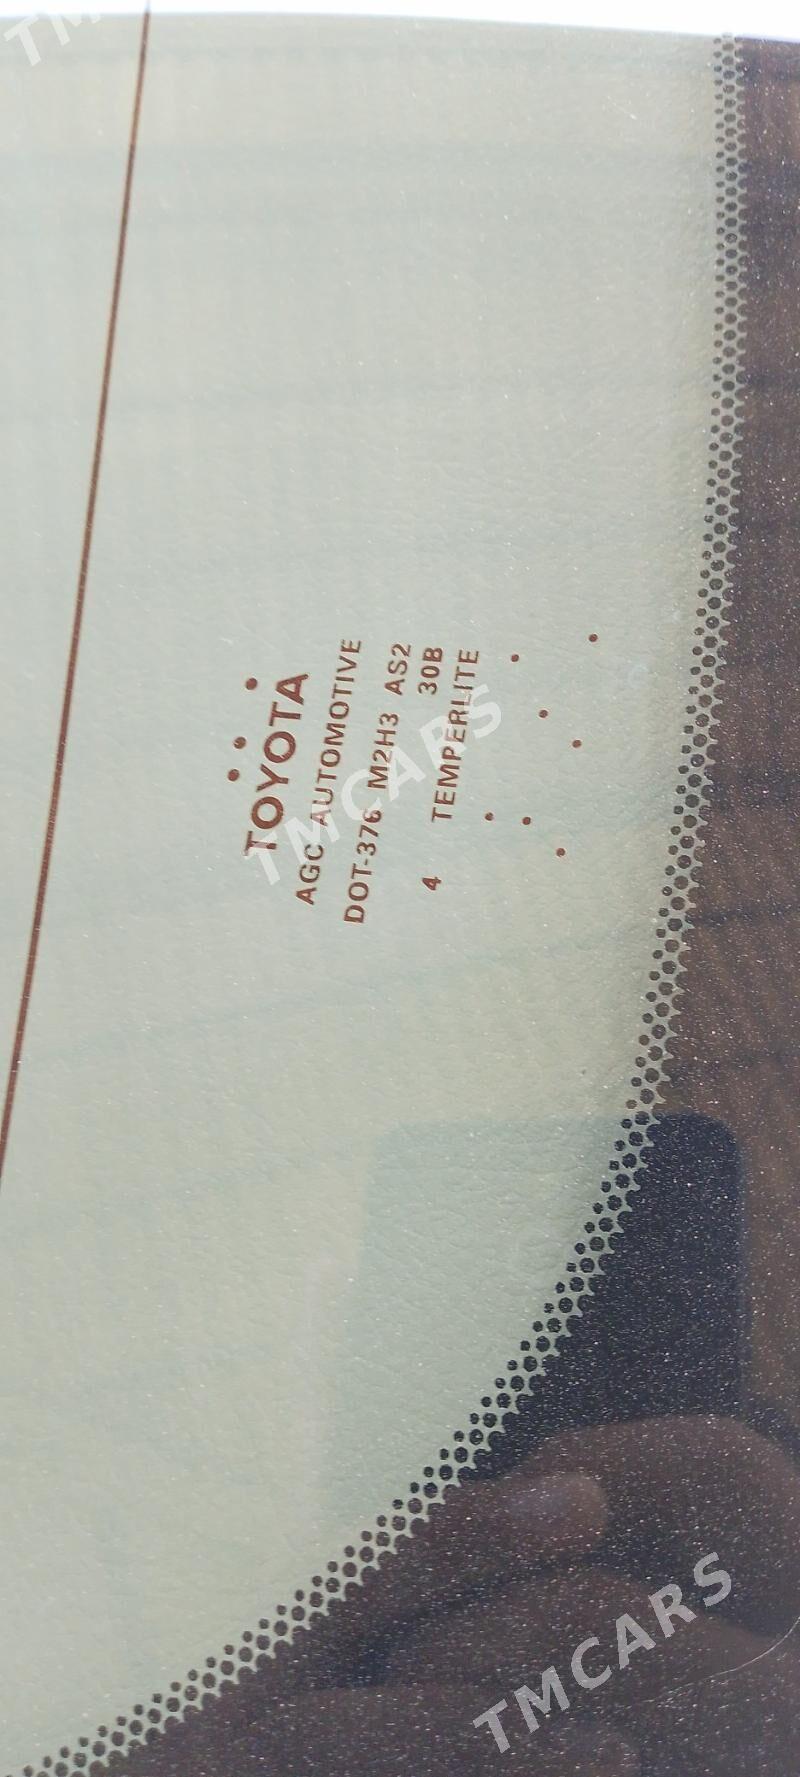 TOYOTA
AGC AUTOMOTIVE
DOT-376 M2H3 AS2
4 30B
TEMPERLITE
TMCARS
TMCARS